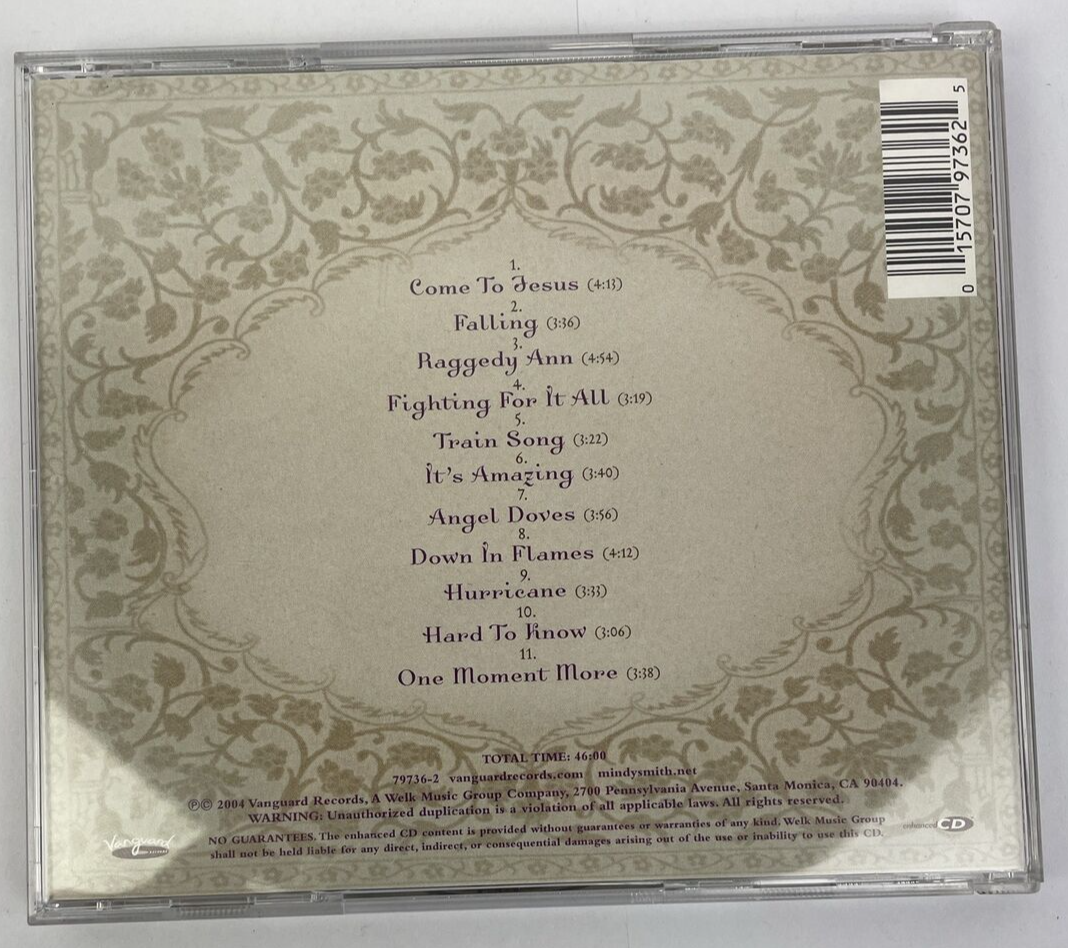 1.
Come To Jesus (4:13)
2.
Falling (3:36)
3.
Raggedy Ann (4:54)
4.
Fighting For It All (3:19)
5.
Train Song (3:22)
6.
It's Amazing (3:40)
7.
Angel Doves (3:56)
8.
Down In Flames (4:12)
9.
Hurricane (3:33)
10.
Hard To Know (3:06)
11.
One Moment More (3:38)
TOTAL TIME: 46:00
79736-2 vanguardrecords.com mindysmith.net
℗© 2004 Vanguard Records, A Welk Music Group Company, 2700 Pennsylvania Avenue, Santa Monica, CA 90404.
WARNING: Unauthorized duplication is a violation of all applicable laws. All rights reserved.
NO GUARANTEES. The enhanced CD content is provided without guarantees or warranties of any kind. Welk Music Group
shall not be held liable for any direct, indirect, or consequential damages arising out of the use or inability to use this CD.
Vanguard
enhanced CD
0 15707 97362 5